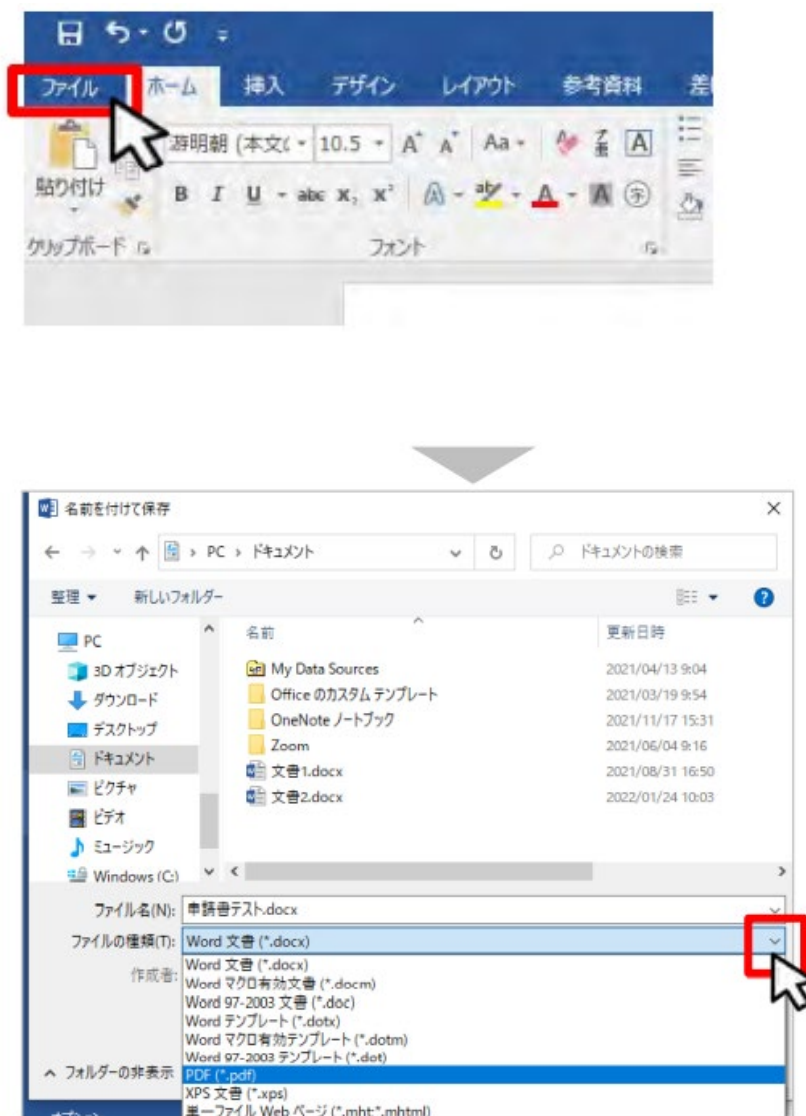 ファイル ホーム 挿入 デザイン レイアウト 参考資料
游明朝 (本文( 10.5 A A Aa A
貼り付け B I U abc X₂ X² A aby A A 字
クリップボード フォント
名前を付けて保存
PC › ドキュメント ドキュメントの検索
整理 新しいフォルダー
名前 更新日時
PC
3D オブジェクト My Data Sources 2021/04/13 9:04
ダウンロード Office のカスタム テンプレート 2021/03/19 9:54
デスクトップ OneNote ノートブック 2021/11/17 15:31
ドキュメント Zoom 2021/06/04 9:16
ピクチャ 文書1.docx 2021/08/31 16:50
ビデオ 文書2.docx 2022/01/24 10:03
ミュージック
Windows (C:)
ファイル名(N): 申請書テスト.docx
ファイルの種類(T): Word 文書 (*.docx)
作成者: Word 文書 (*.docx)
Word マクロ有効文書 (*.docm)
Word 97-2003 文書 (*.doc)
Word テンプレート (*.dotx)
Word マクロ有効テンプレート (*.dotm)
Word 97-2003 テンプレート (*.dot)
フォルダーの非表示 PDF (*.pdf)
XPS 文書 (*.xps)
単一ファイル Web ページ (*.mht;*.mhtml)